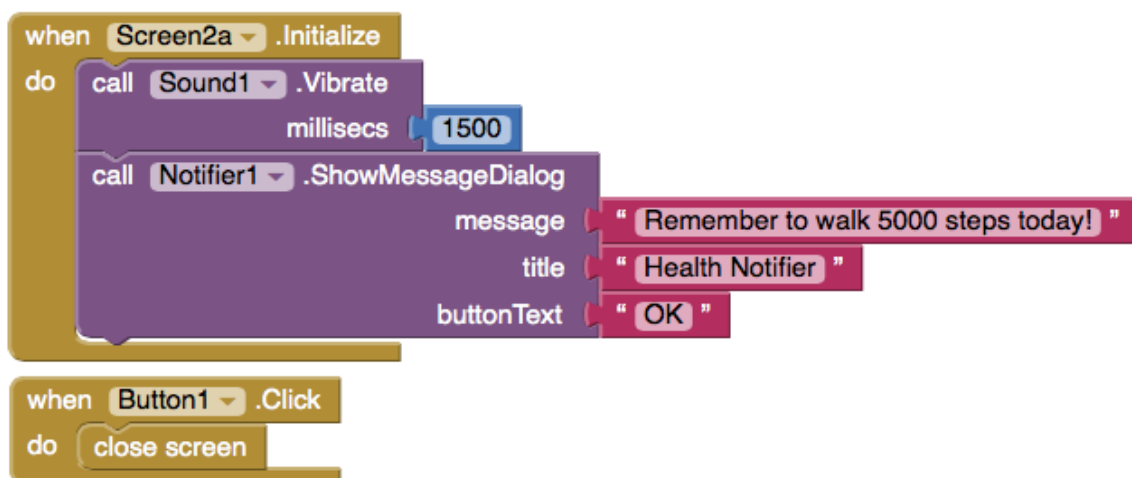 when Screen2a .Initialize
do call Sound1 .Vibrate
millisecs 1500
call Notifier1 .ShowMessageDialog
message " Remember to walk 5000 steps today! "
title " Health Notifier "
buttonText " OK "
when Button1 .Click
do close screen